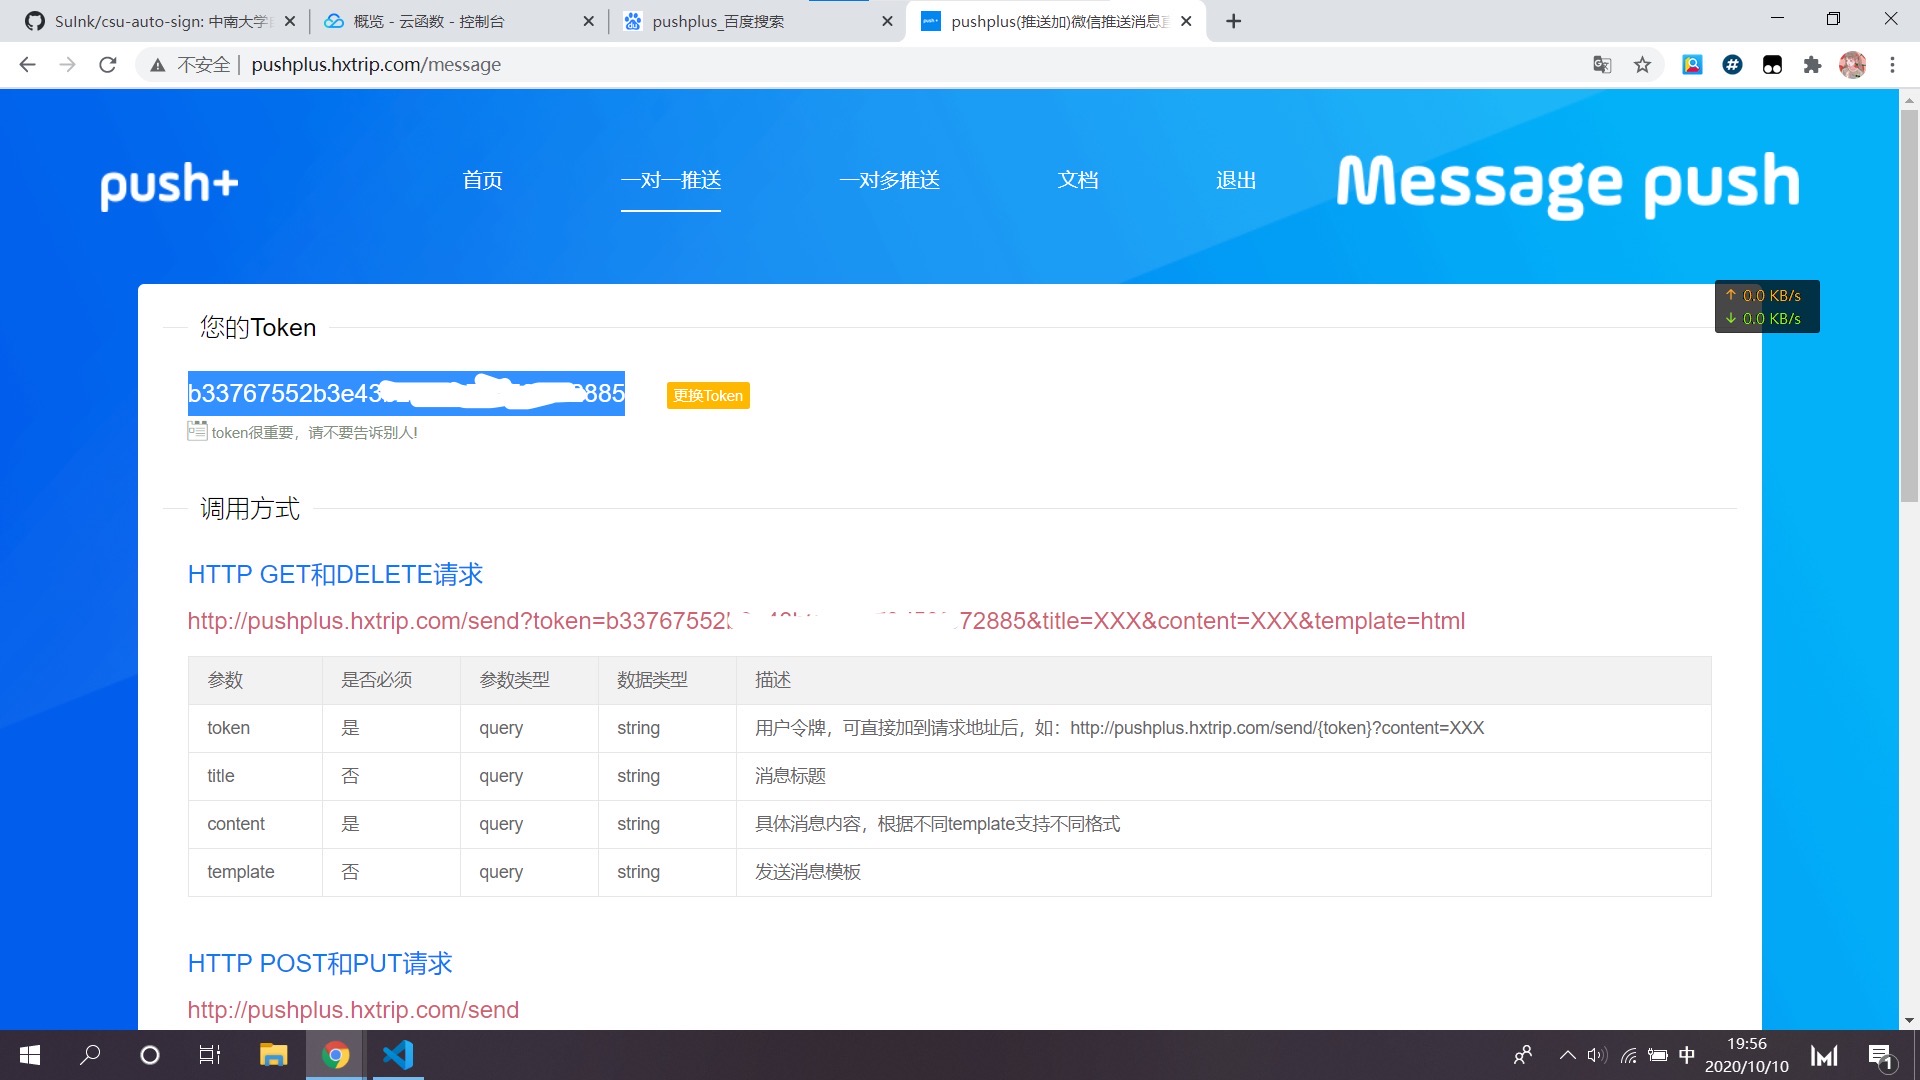 SuInk/csu-auto-sign: 中南大学
概览 - 云函数 - 控制台
pushplus_百度搜索
pushplus(推送加)微信推送消息
不安全 | pushplus.hxtrip.com/message
push+
首页
一对一推送
一对多推送
文档
退出
Message push
↑ 0.0 KB/s
↓ 0.0 KB/s
您的Token
b33767552b3e43 885
更换Token
token很重要，请不要告诉别人!
调用方式
HTTP GET和DELETE请求
http://pushplus.hxtrip.com/send?token=b33767552 72885&title=XXX&content=XXX&template=html
参数 是否必须 参数类型 数据类型 描述
token 是 query string 用户令牌，可直接加到请求地址后，如：http://pushplus.hxtrip.com/send/{token}?content=XXX
title 否 query string 消息标题
content 是 query string 具体消息内容，根据不同template支持不同格式
template 否 query string 发送消息模板
HTTP POST和PUT请求
http://pushplus.hxtrip.com/send
中
19:56
2020/10/10
1